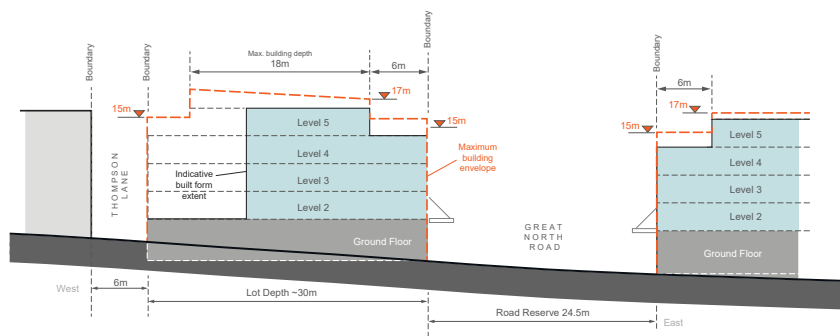 Boundary
Boundary
Max. building depth
18m
6m
Boundary
Boundary
6m
15m
17m
15m
17m
15m
Level 5
Level 4
Level 3
Level 2
Ground Floor
Indicative
built form
extent
THOMPSON
LANE
Maximum
building
envelope
GREAT
NORTH
ROAD
Level 5
Level 4
Level 3
Level 2
Ground Floor
West
6m
Lot Depth ~30m
Road Reserve 24.5m
East